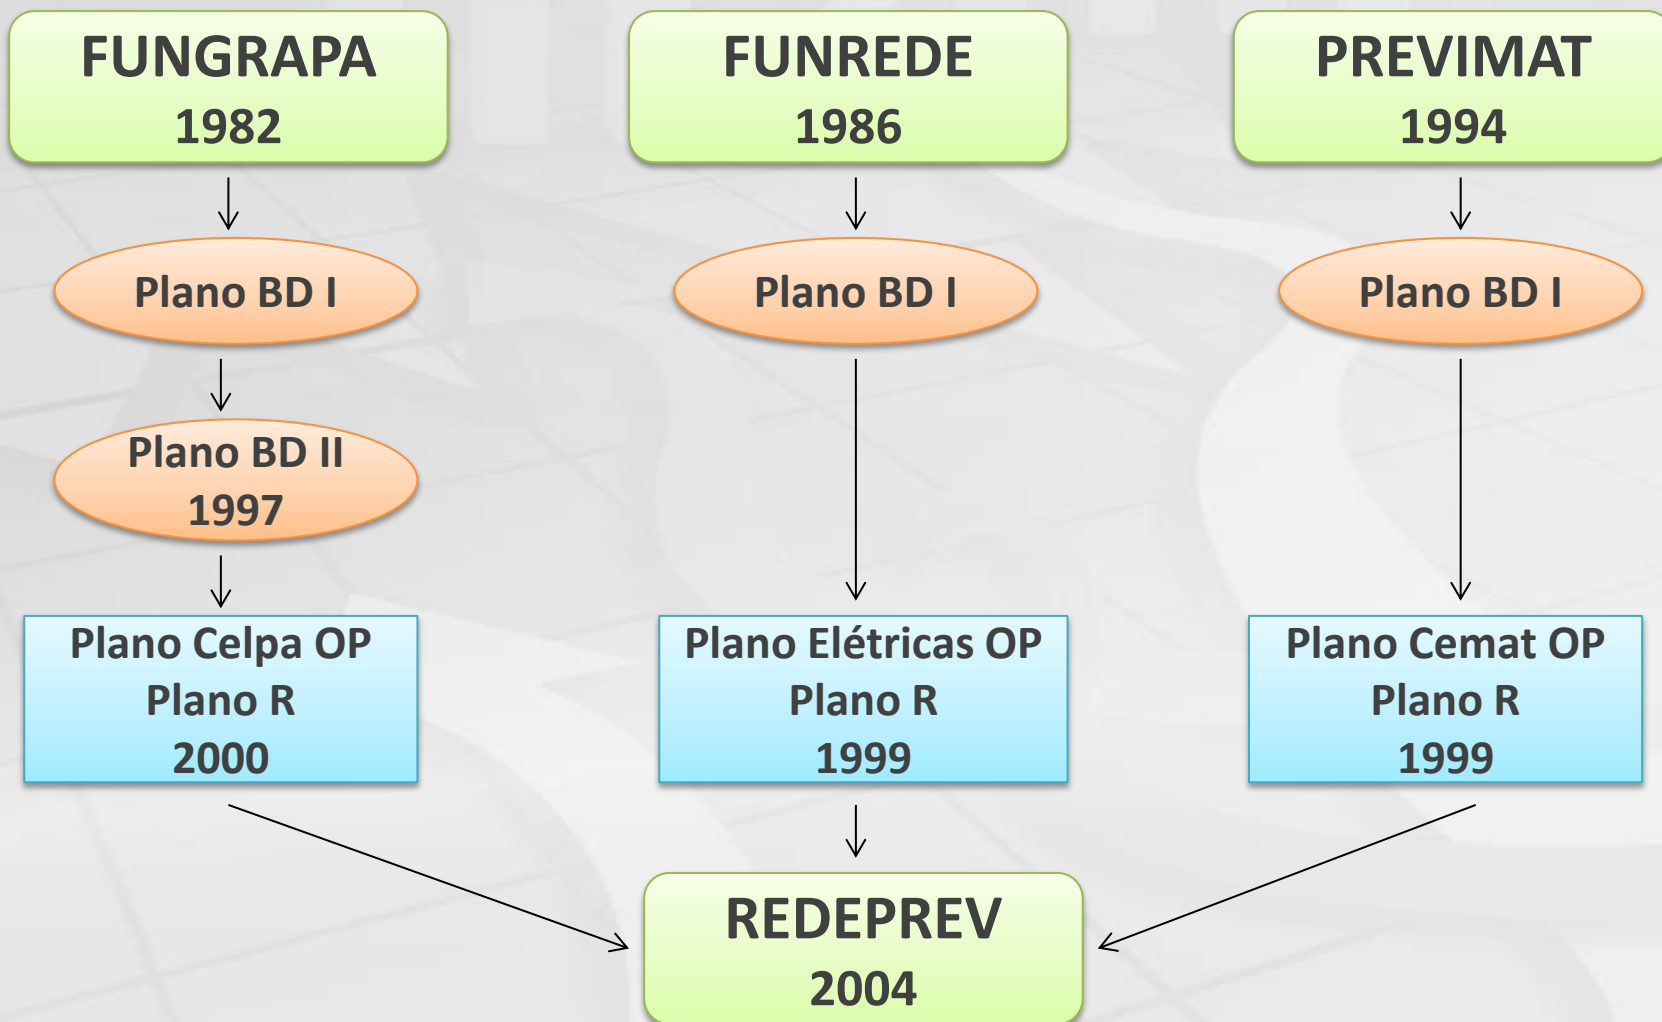 FUNGRAPA
1982
FUNREDE
1986
PREVIMAT
1994
Plano BD I
Plano BD I
Plano BD I
Plano BD II
1997
Plano Celpa OP
Plano R
2000
Plano Elétricas OP
Plano R
1999
Plano Cemat OP
Plano R
1999
REDEPREV
2004